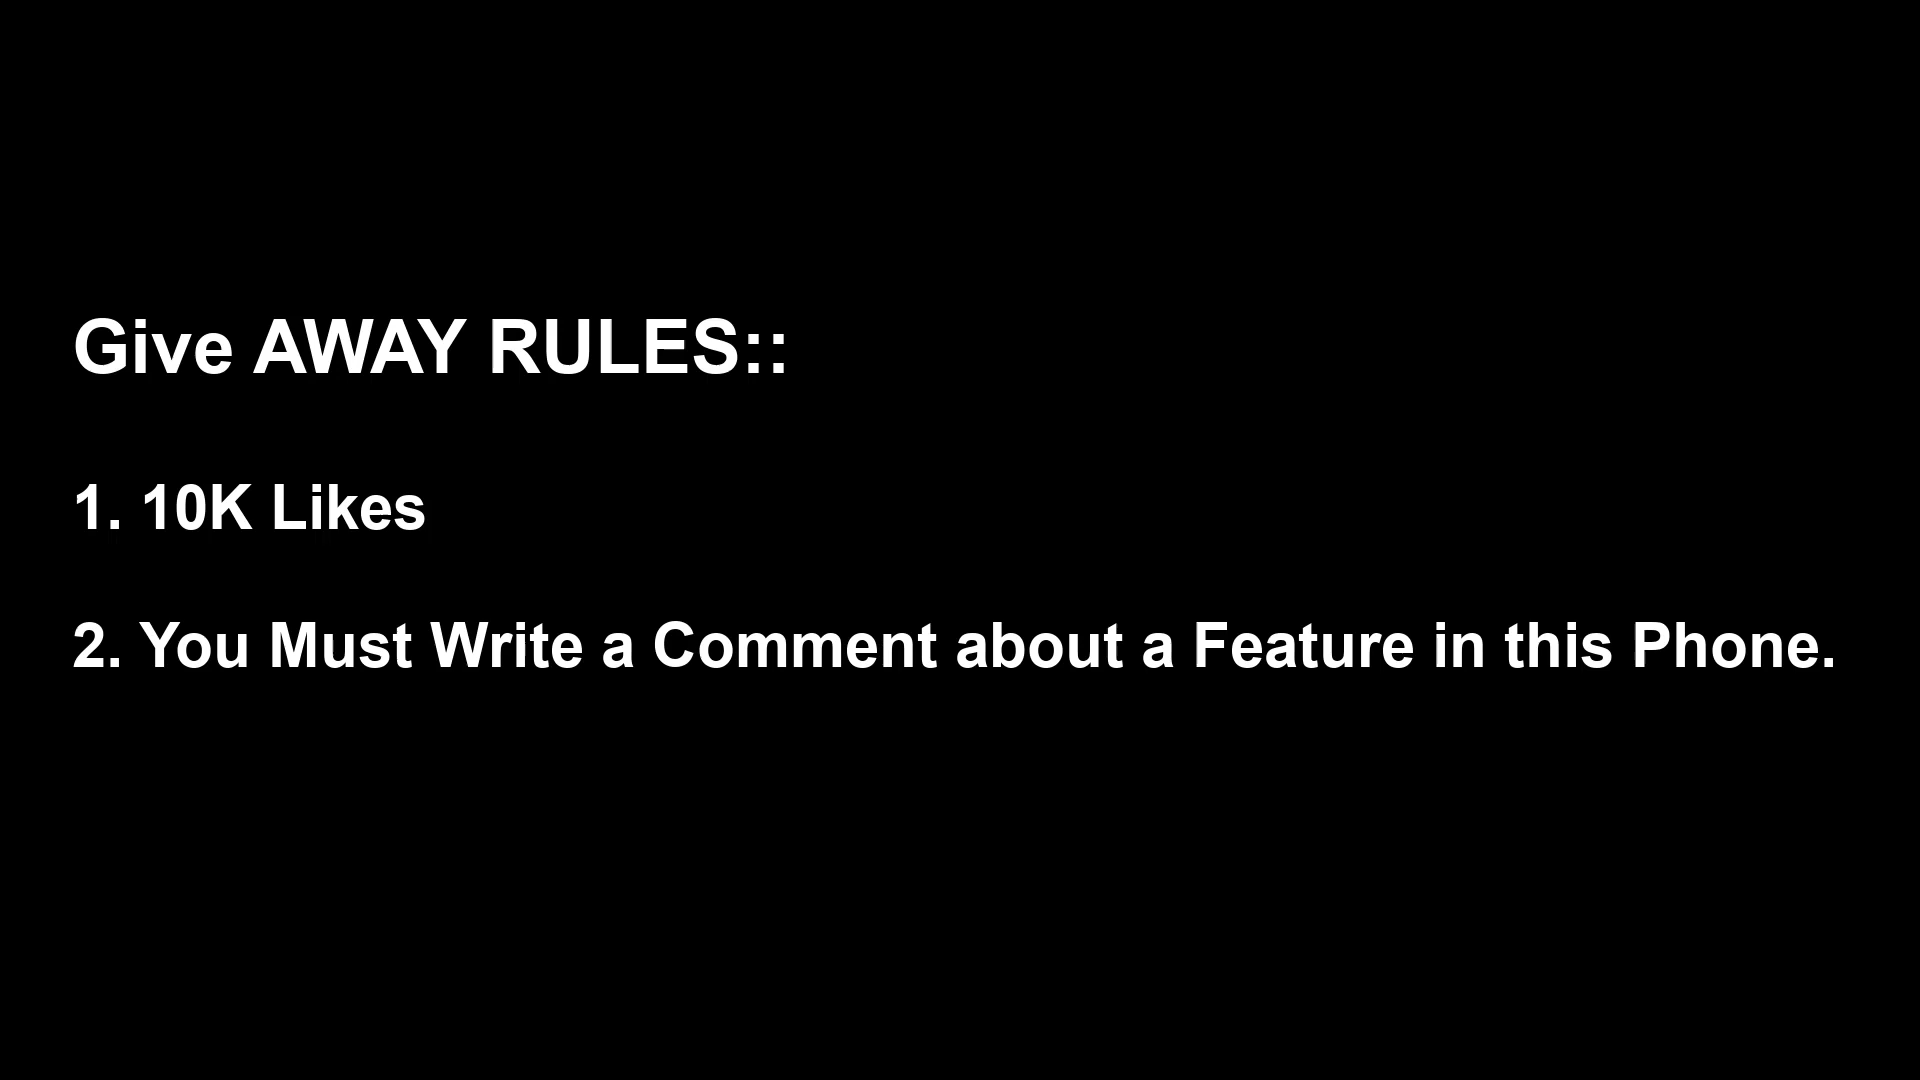 Give AWAY RULES::
1. 10K Likes
2. You Must Write a Comment about a Feature in this Phone.